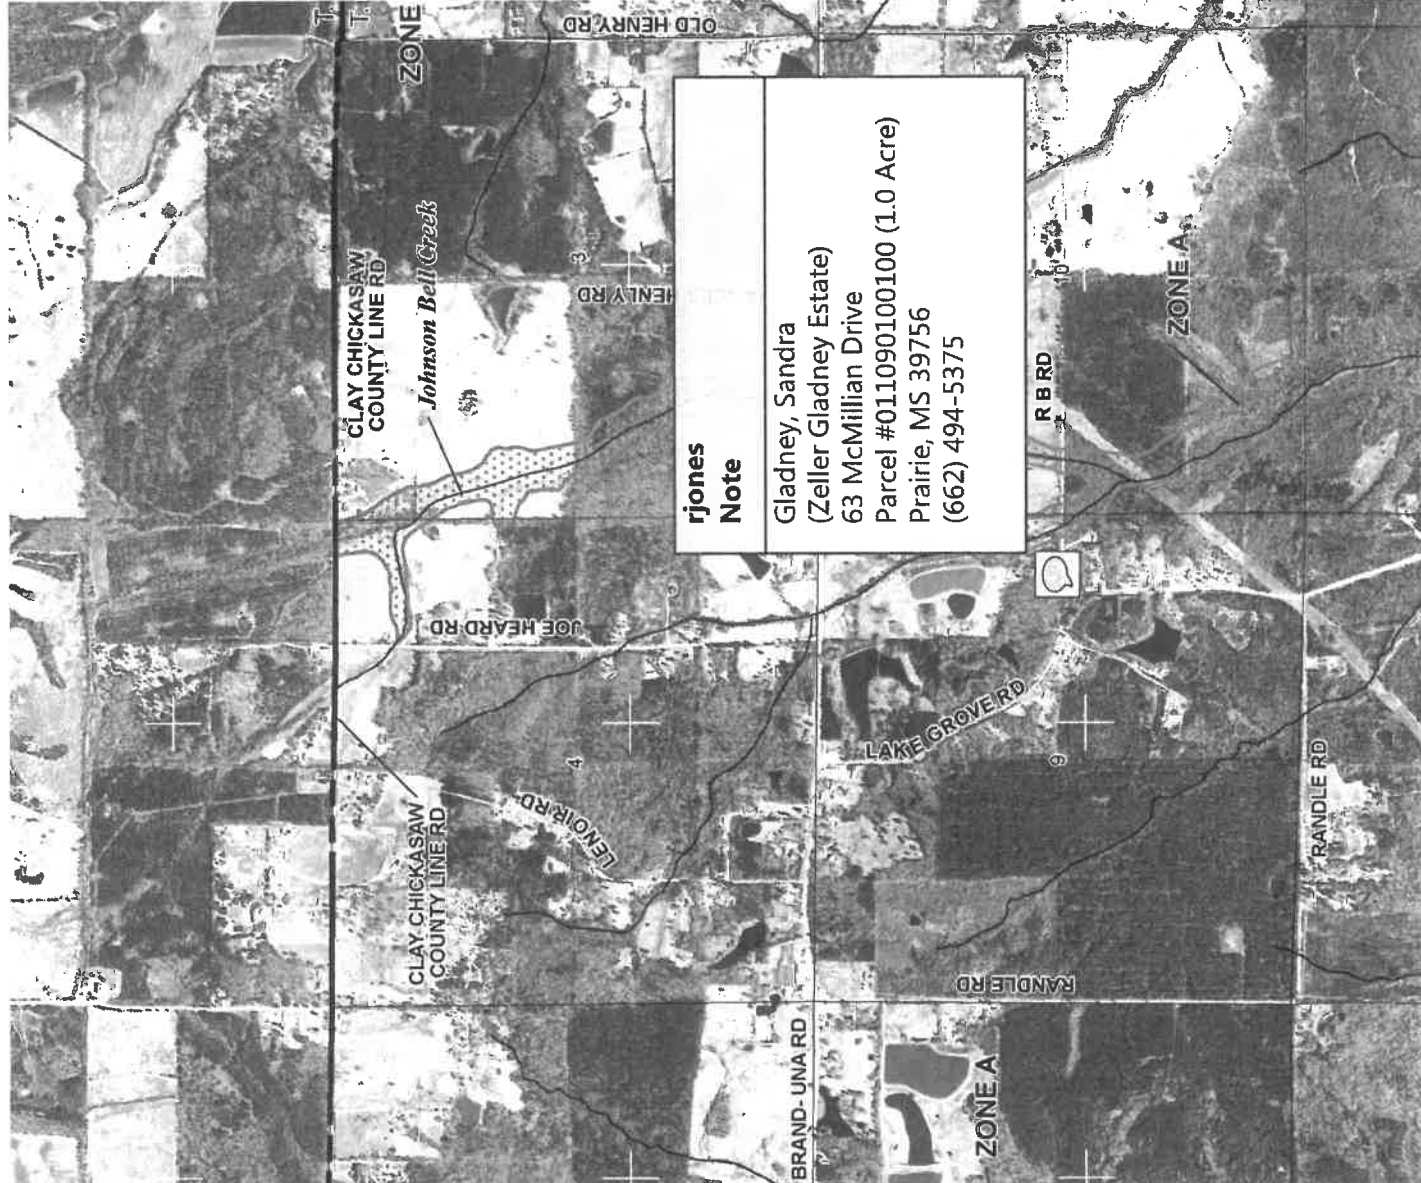 T.
T.
ZONE
OLD HENRY RD
CLAY CHICKASAW
COUNTY LINE RD
Johnson Bell Creek
3
HENLY RD
rjones
Note
Gladney, Sandra
(Zeller Gladney Estate)
63 McMillian Drive
Parcel #011090100100 (1.0 Acre)
Prairie, MS 39756
(662) 494-5375
10
ZONE A
R B RD
JOE HEARD RD
CLAY CHICKASAW
COUNTY LINE RD
LENOIR RD
4
LAKE GROVE RD
9
RANDLE RD
RANDLE RD
BRAND- UNA RD
ZONE A